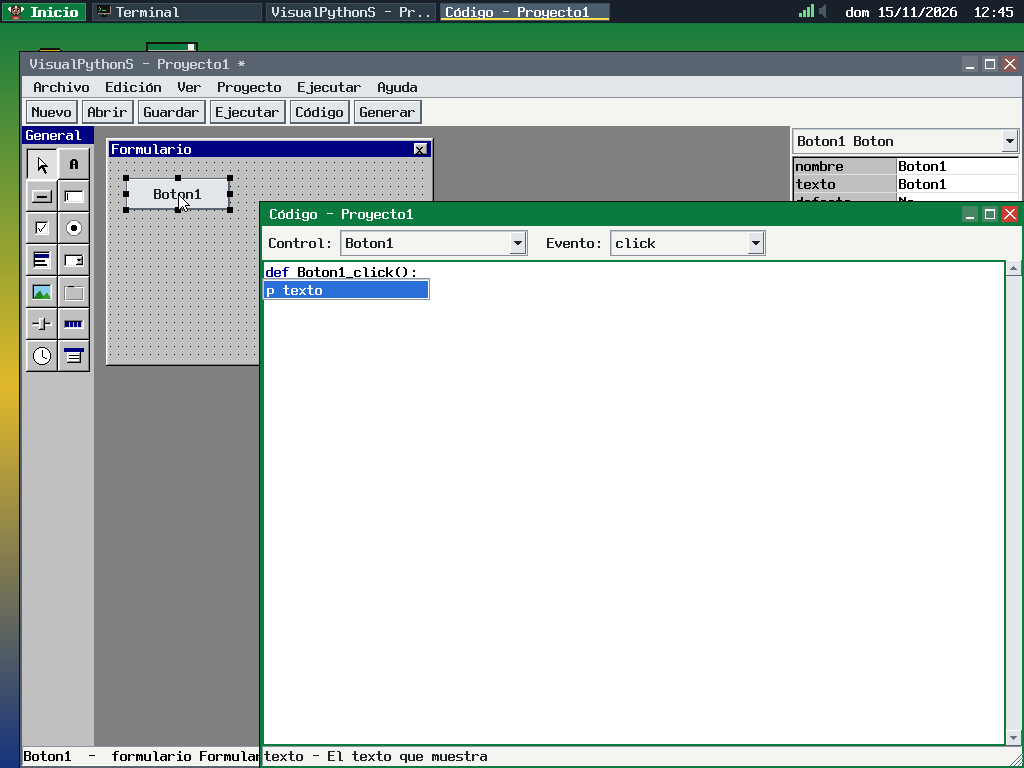 Inicio
Terminal
VisualPythonS - Pr..
Código - Proyecto1
dom 15/11/2026 12:45
VisualPythonS - Proyecto1 *
Archivo Edición Ver Proyecto Ejecutar Ayuda
Nuevo Abrir Guardar Ejecutar Código Generar
General
A
Formulario
Boton1
Boton1 Boton
nombre Boton1
texto Boton1
Código - Proyecto1
Control: Boton1 Evento: click
def Boton1_click():
p texto
Boton1 - formulario Formular
texto - El texto que muestra